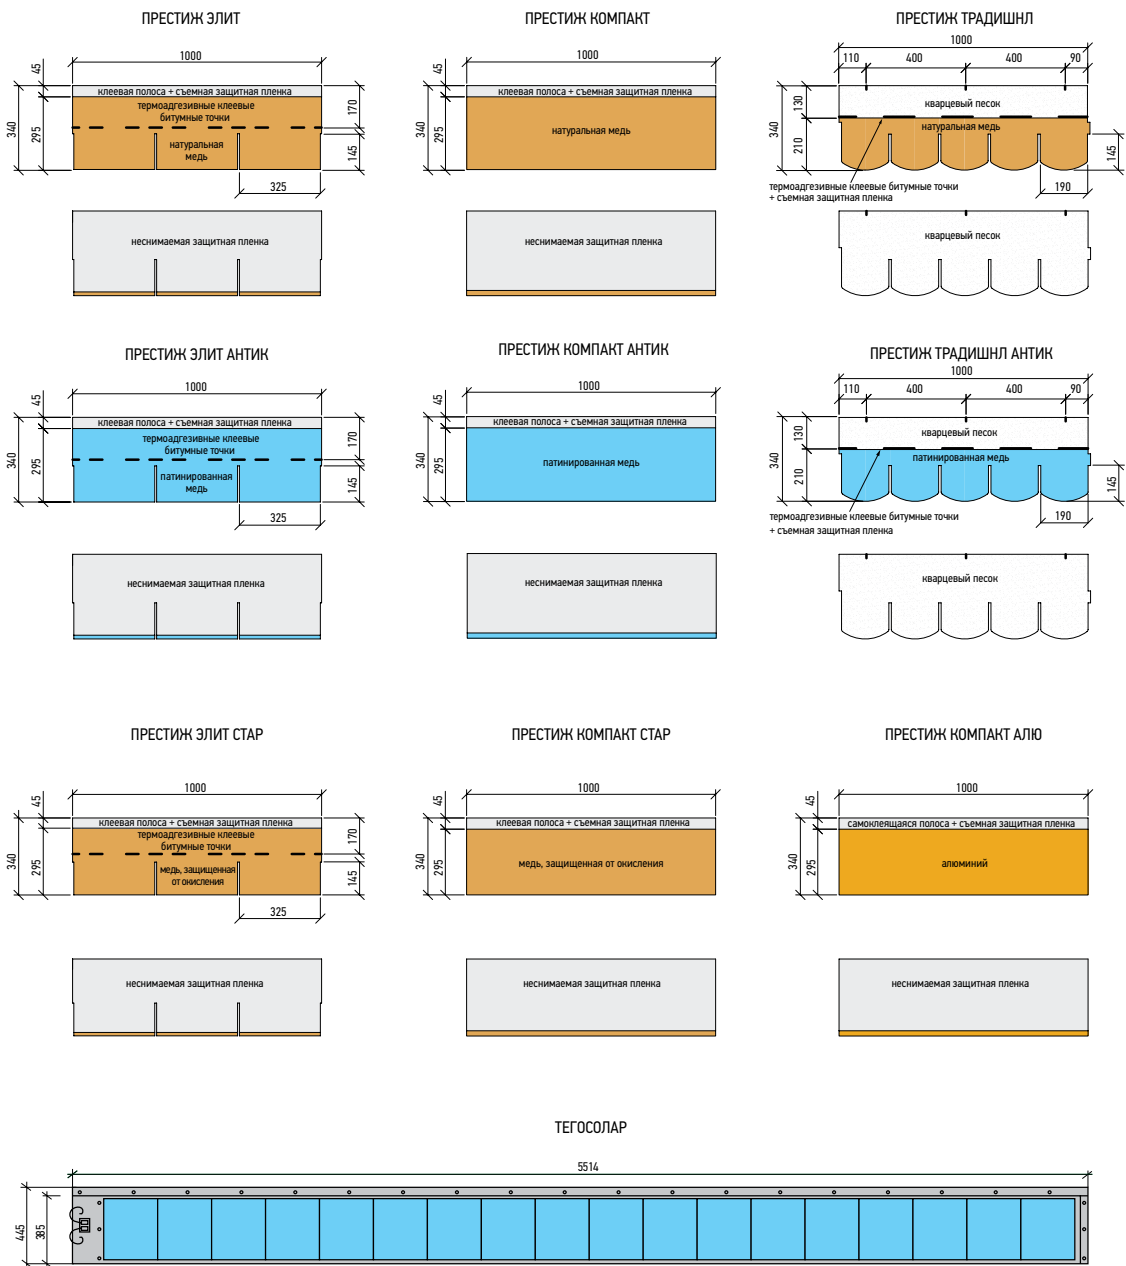 ПРЕСТИЖ ЭЛИТ
1000
45
340
295
170
145
325
клеевая полоса + съемная защитная пленка
термоадгезивные клеевые
битумные точки
натуральная
медь
неснимаемая защитная пленка
ПРЕСТИЖ КОМПАКТ
1000
45
340
295
клеевая полоса + съемная защитная пленка
натуральная медь
неснимаемая защитная пленка
ПРЕСТИЖ ТРАДИШНЛ
1000
110
400
400
90
130
340
210
145
190
кварцевый песок
натуральная медь
термоадгезивные клеевые битумные точки
+ съемная защитная пленка
кварцевый песок
ПРЕСТИЖ ЭЛИТ АНТИК
1000
45
340
295
170
145
325
клеевая полоса + съемная защитная пленка
термоадгезивные клеевые
битумные точки
патинированная
медь
неснимаемая защитная пленка
ПРЕСТИЖ КОМПАКТ АНТИК
1000
45
340
295
клеевая полоса + съемная защитная пленка
патинированная медь
неснимаемая защитная пленка
ПРЕСТИЖ ТРАДИШНЛ АНТИК
1000
110
400
400
90
130
340
210
145
190
кварцевый песок
патинированная медь
термоадгезивные клеевые битумные точки
+ съемная защитная пленка
кварцевый песок
ПРЕСТИЖ ЭЛИТ СТАР
1000
45
340
295
170
145
325
клеевая полоса + съемная защитная пленка
термоадгезивные клеевые
битумные точки
медь, защищенная
от окисления
неснимаемая защитная пленка
ПРЕСТИЖ КОМПАКТ СТАР
1000
45
340
295
клеевая полоса + съемная защитная пленка
медь, защищенная от окисления
неснимаемая защитная пленка
ПРЕСТИЖ КОМПАКТ АЛЮ
1000
45
340
295
самоклеящаяся полоса + съемная защитная пленка
алюминий
неснимаемая защитная пленка
ТЕГОСОЛАР
5514
445
385